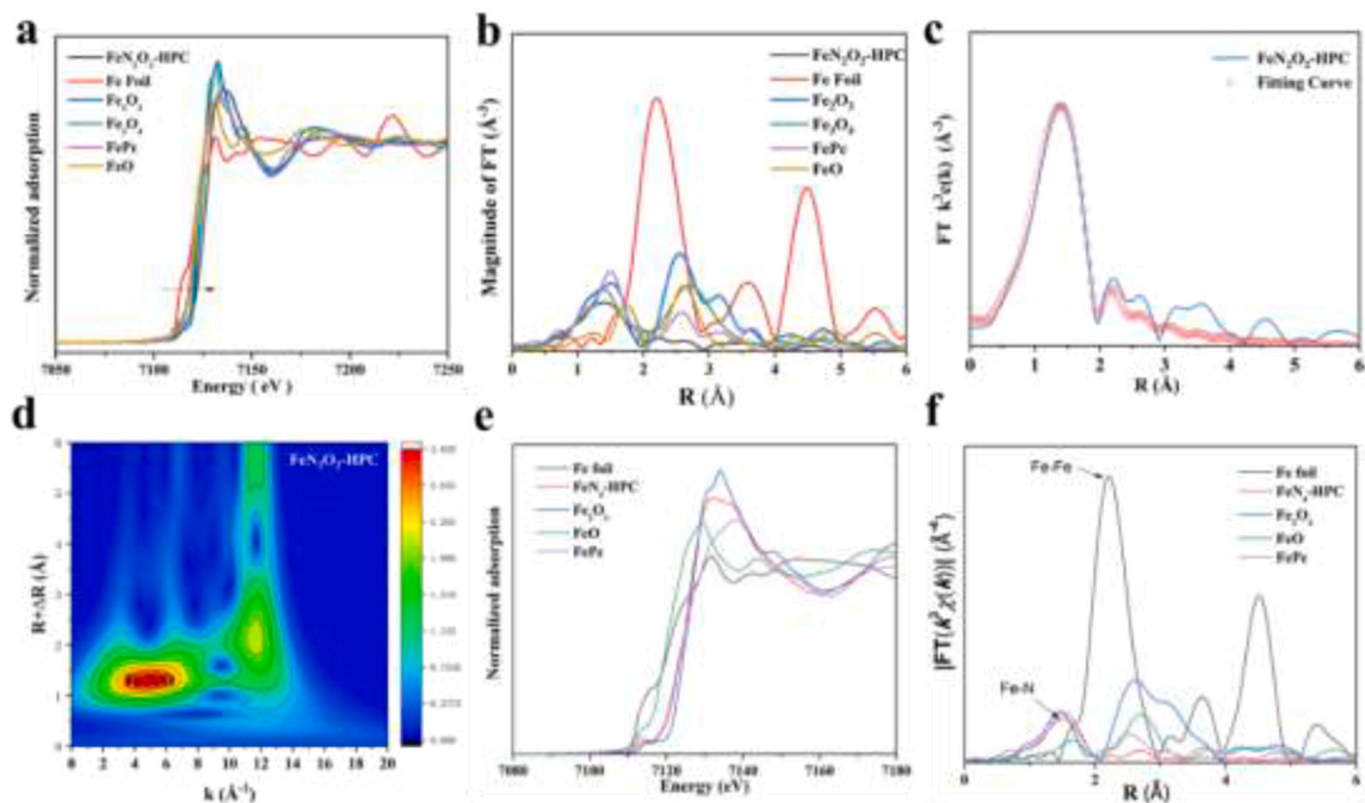 a
FeN2O2-HPC
Fe Foil
Fe2O3
Fe3O4
FePc
FeO
Normalized adsorption
7050 7100 7150 7200 7250
Energy ( eV )
b
FeN2O2-HPC
Fe Foil
Fe2O3
Fe3O4
FePc
FeO
Magnitude of FT (Å-3)
0 1 2 3 4 5 6
R (Å)
c
FeN2O2-HPC
Fitting Curve
0 1 2 3 4 5 6
R (Å)
d
FeN2O2-HPC
R+ΔR (Å)
0 2 4 6 8 10 12 14 16 18 20
k (Å-1)
e
Fe foil
FeN4-HPC
Fe2O3
FeO
FePc
Normalized adsorption
7080 7100 7120 7140 7160 7180
Energy (eV)
f
Fe-Fe
Fe-N
Fe foil
FeN4-HPC
Fe2O3
FeO
FePc
|FT(k3χ(k))| (Å-4)
0 2 4 6
R (Å)